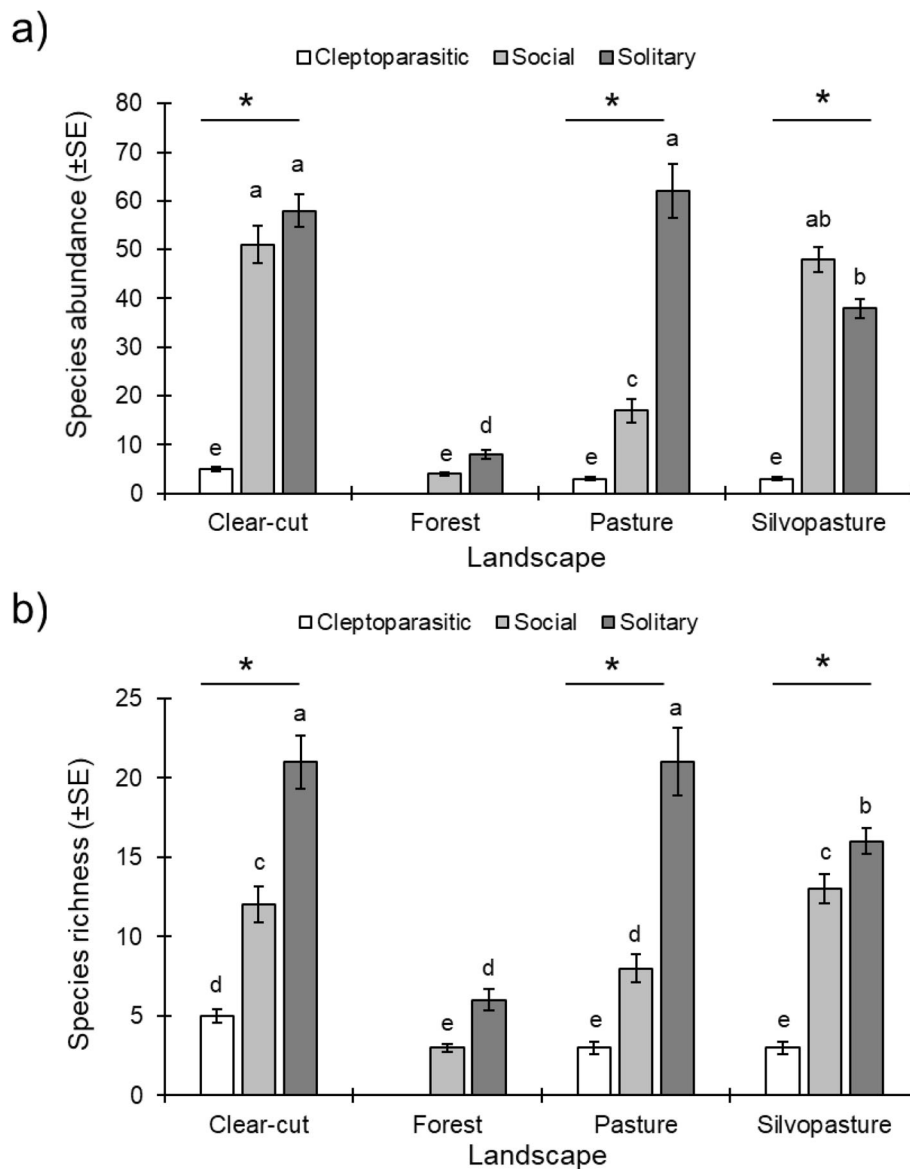 a)
Cleptoparasitic Social Solitary
* * *
Species abundance (±SE)
80
70
60
50
40
30
20
10
0
e a a
e d
e c a
e ab b
Clear-cut Forest Pasture Silvopasture
Landscape
b)
Cleptoparasitic Social Solitary
* * *
Species richness (±SE)
25
20
15
10
5
0
d c a
e d
e d a
e c b
Clear-cut Forest Pasture Silvopasture
Landscape